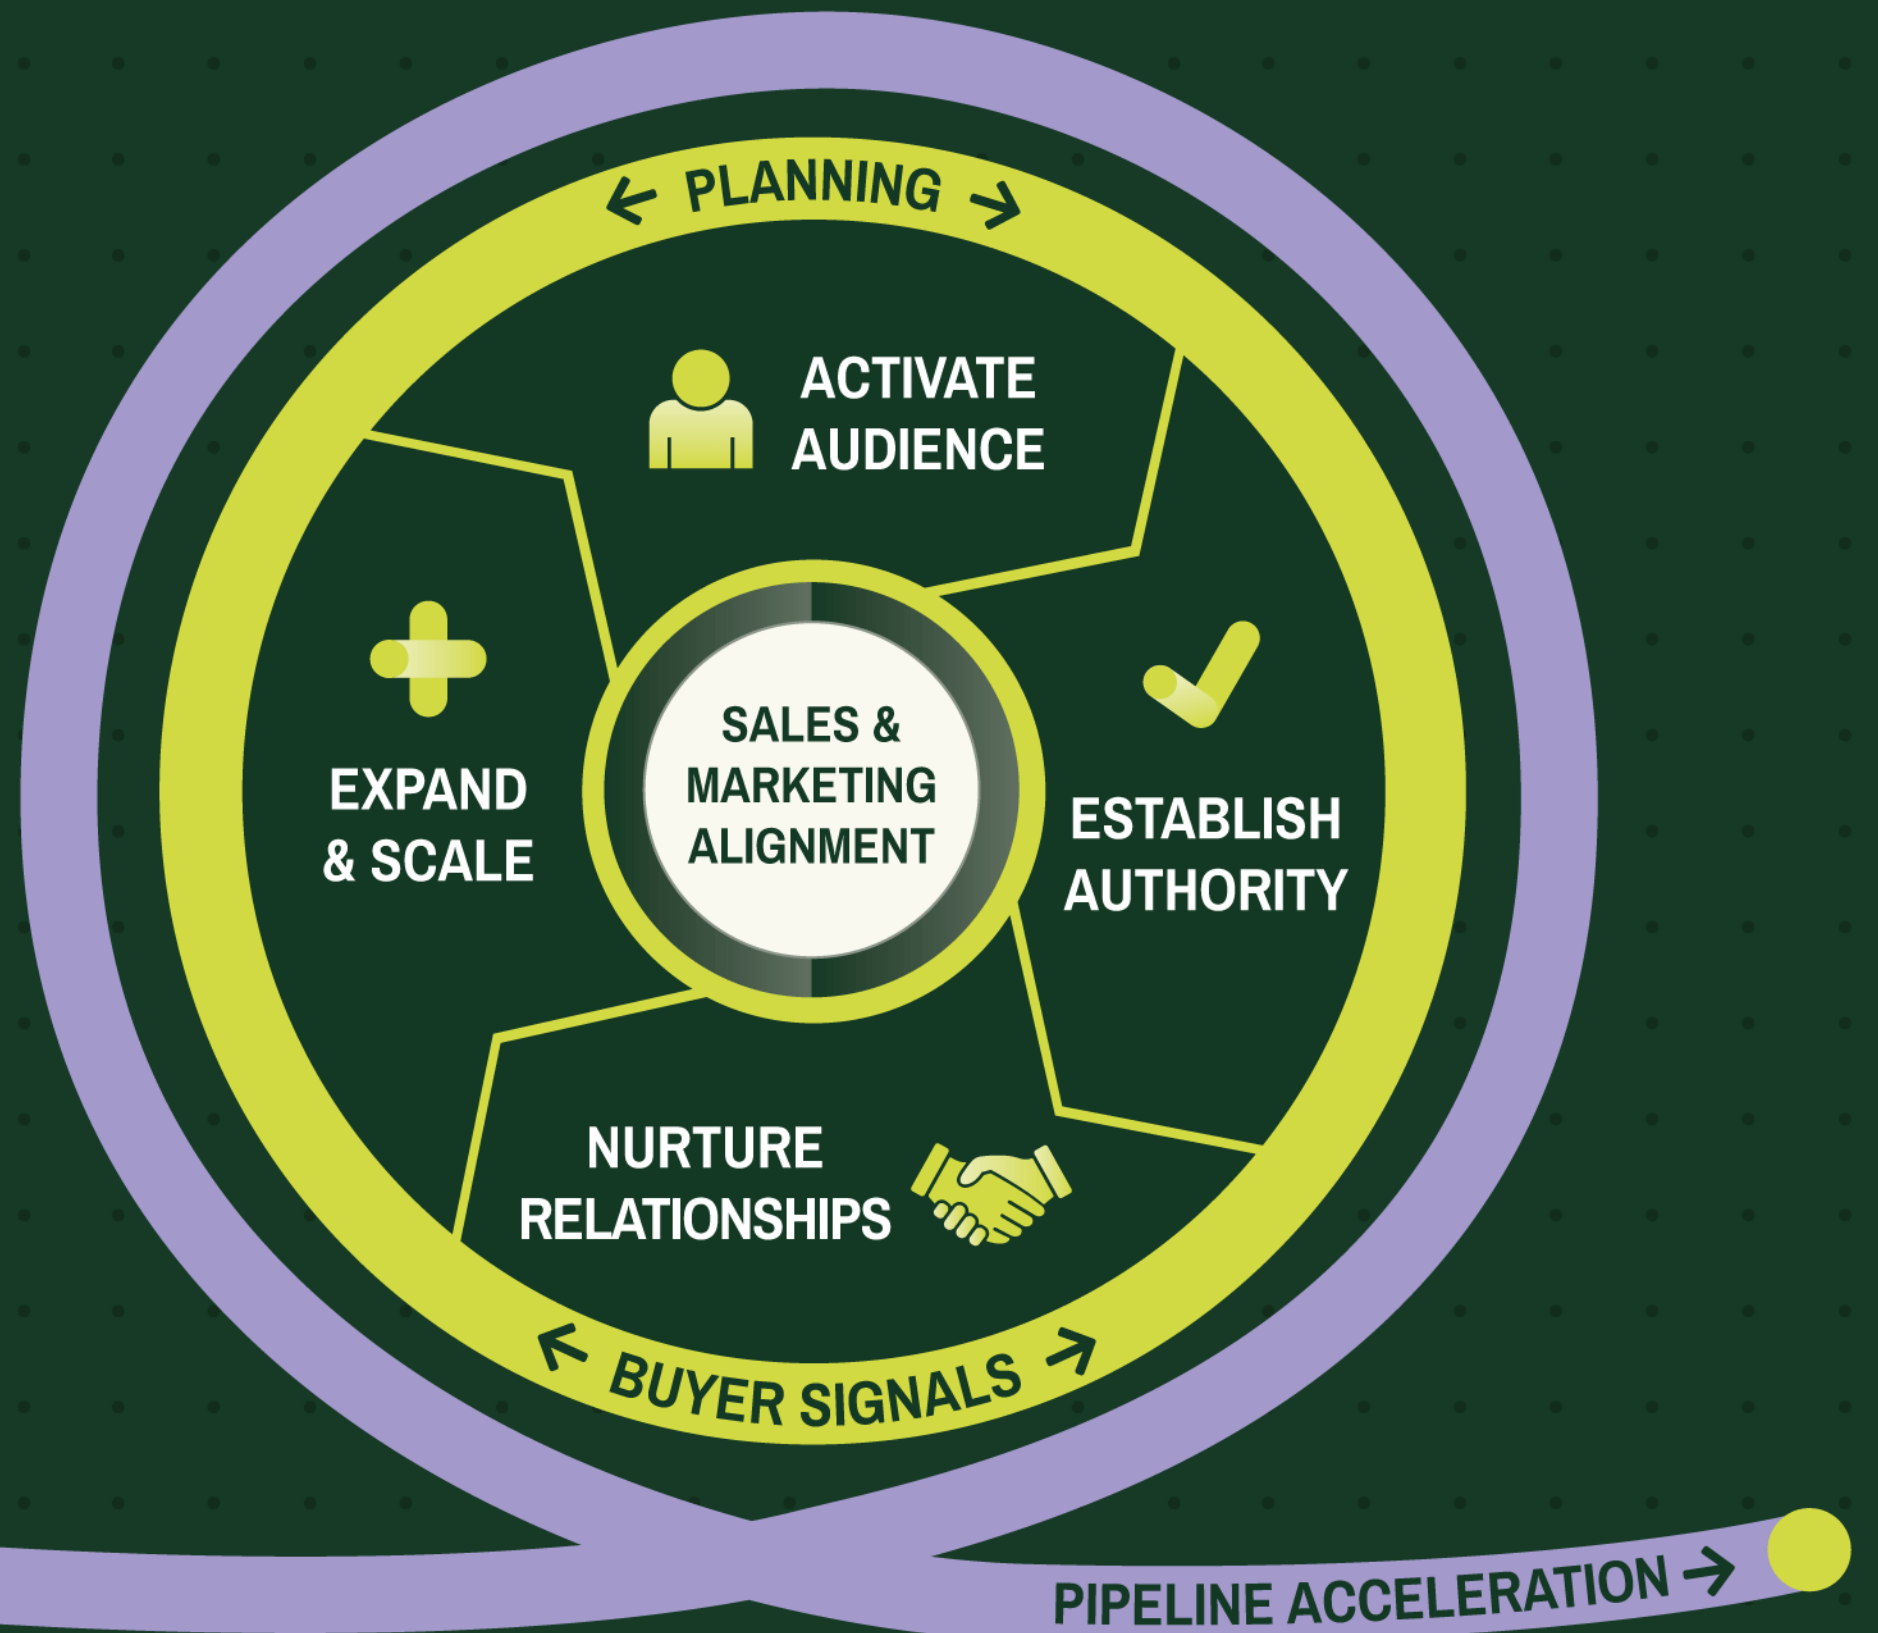 ← PLANNING →
ACTIVATE
AUDIENCE
EXPAND
& SCALE
SALES &
MARKETING
ALIGNMENT
ESTABLISH
AUTHORITY
NURTURE
RELATIONSHIPS
← BUYER SIGNALS →
PIPELINE ACCELERATION →